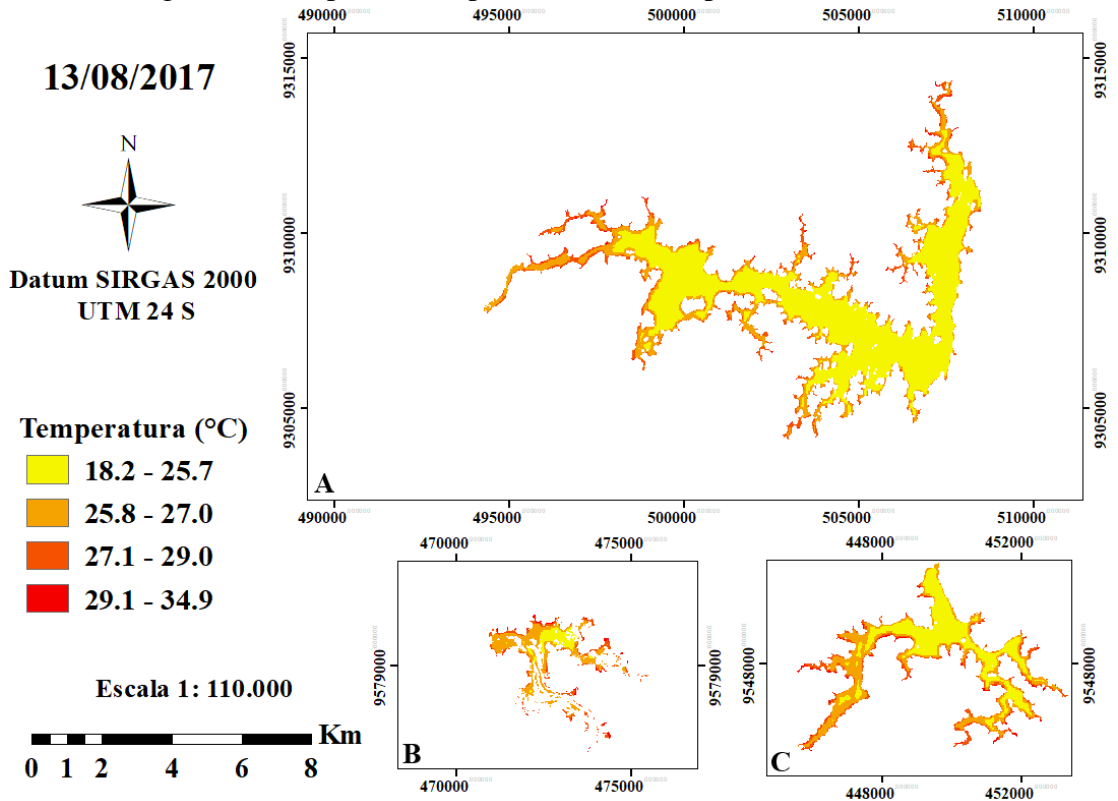 13/08/2017
N
Datum SIRGAS 2000
UTM 24 S
Temperatura (°C)
18.2 - 25.7
25.8 - 27.0
27.1 - 29.0
29.1 - 34.9
Escala 1: 110.000
Km
0 1 2 4 6 8
490000 495000 500000 505000 510000
9315000 9315000
9310000 9310000
9305000 9305000
A
490000 495000 500000 505000 510000
470000 475000
9579000 9579000
B
470000 475000
448000 452000
9548000 9548000
C
448000 452000